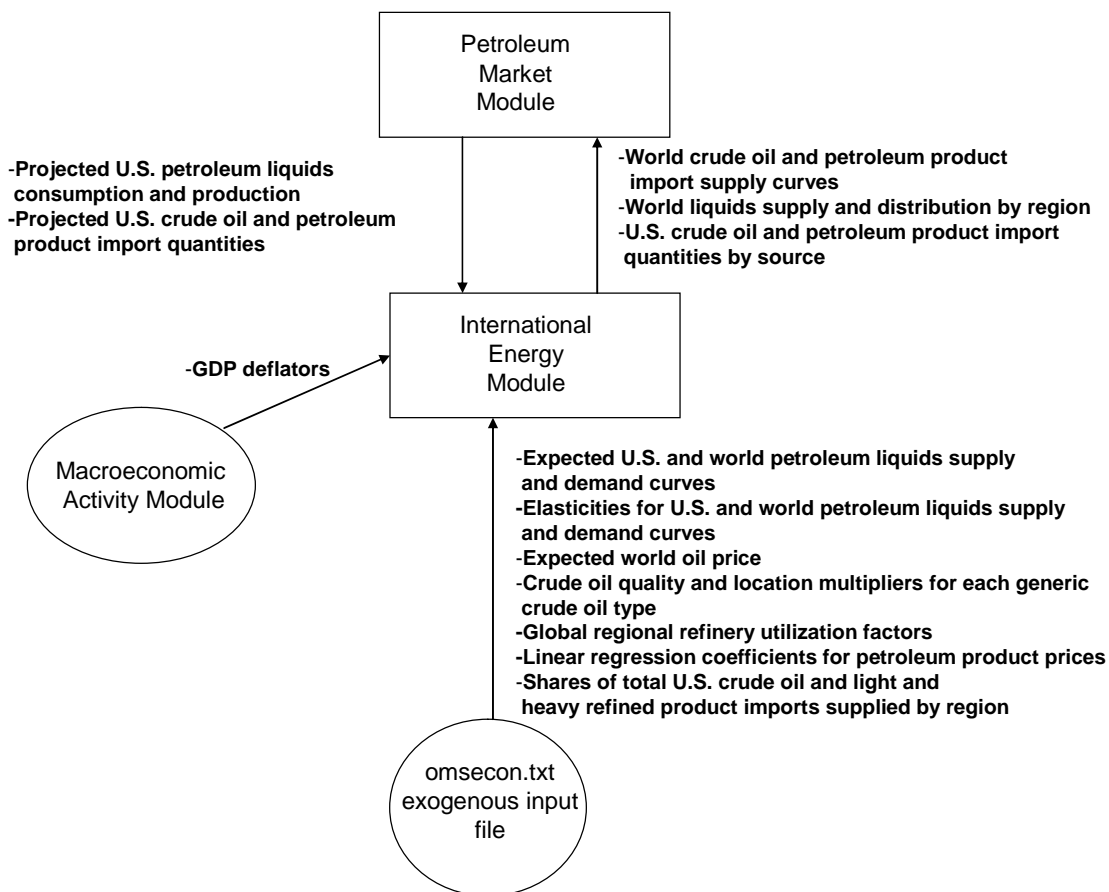 Petroleum
Market
Module
-Projected U.S. petroleum liquids
consumption and production
-Projected U.S. crude oil and petroleum
product import quantities
-World crude oil and petroleum product
import supply curves
-World liquids supply and distribution by region
-U.S. crude oil and petroleum product import
quantities by source
International
Energy
Module
-GDP deflators
Macroeconomic
Activity Module
-Expected U.S. and world petroleum liquids supply
and demand curves
-Elasticities for U.S. and world petroleum liquids supply
and demand curves
-Expected world oil price
-Crude oil quality and location multipliers for each generic
crude oil type
-Global regional refinery utilization factors
-Linear regression coefficients for petroleum product prices
-Shares of total U.S. crude oil and light and
heavy refined product imports supplied by region
omsecon.txt
exogenous input
file